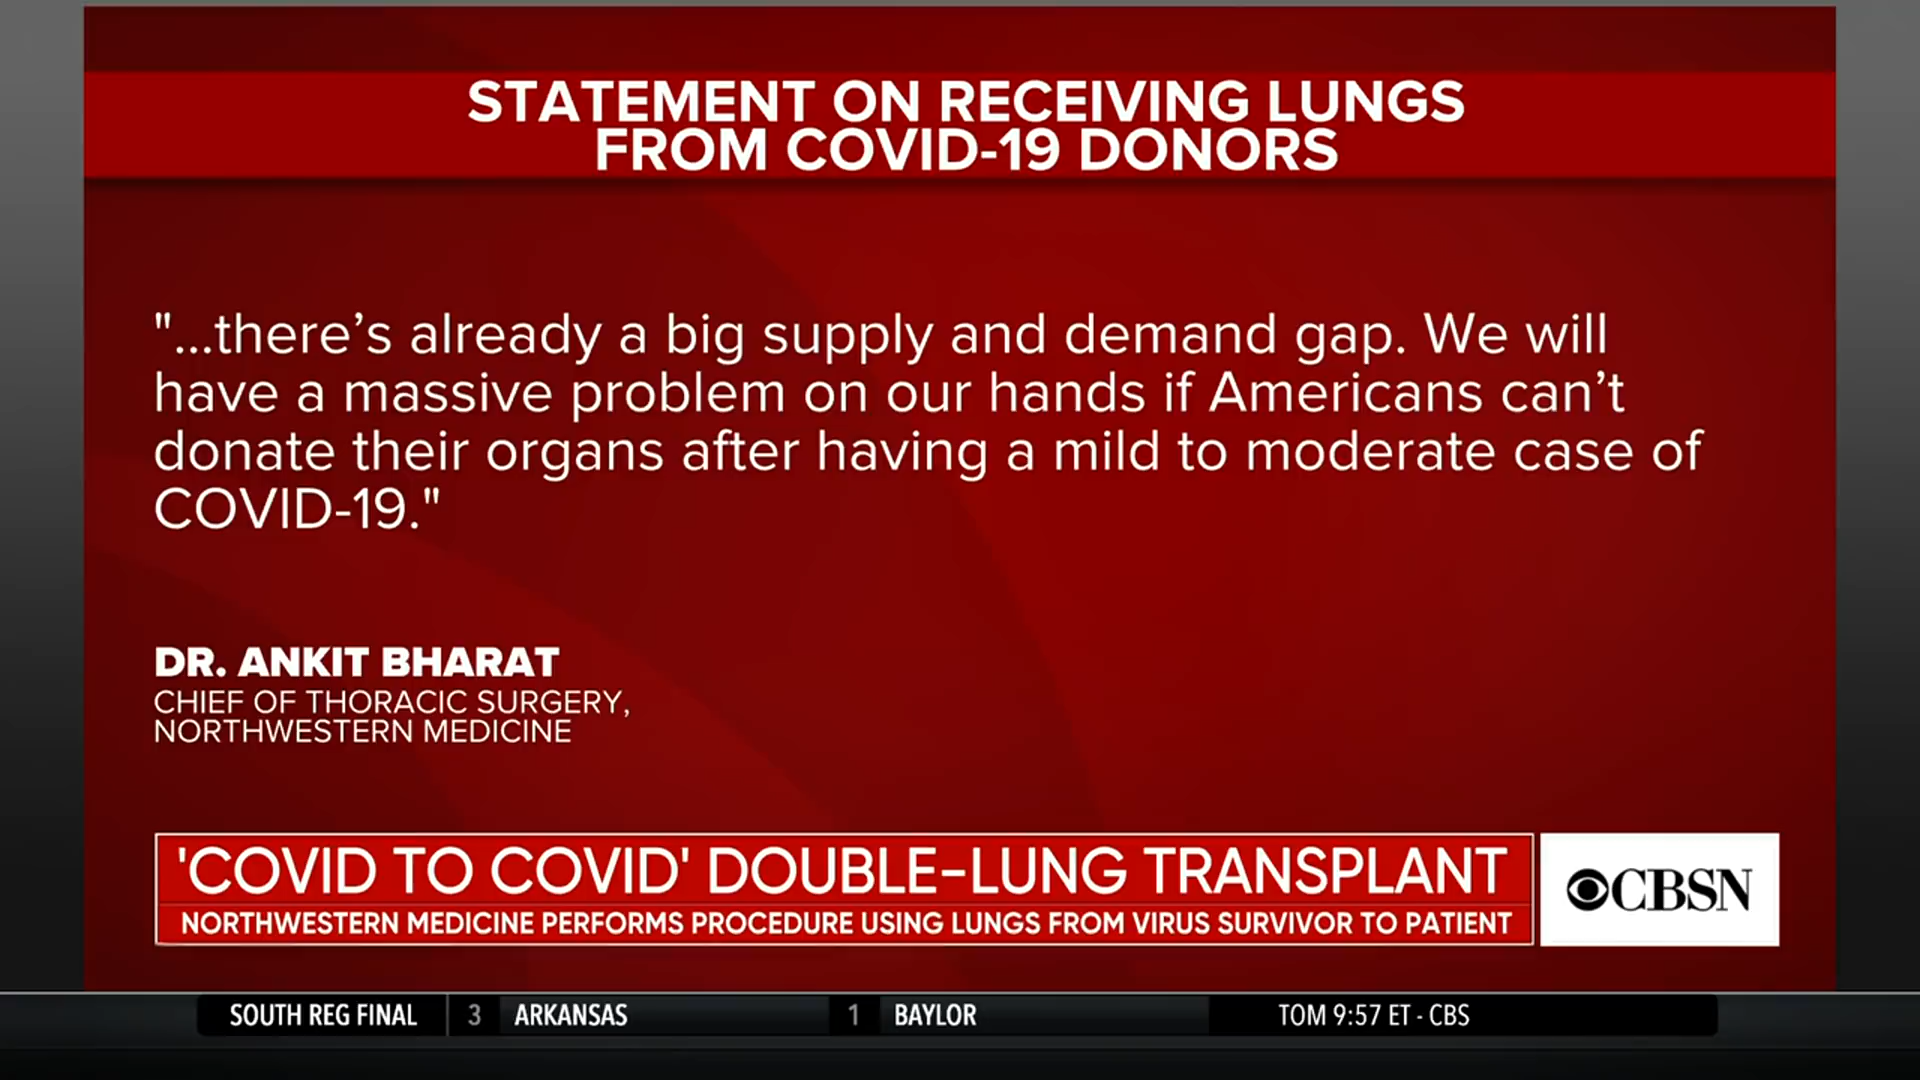 STATEMENT ON RECEIVING LUNGS
FROM COVID-19 DONORS
"...there’s already a big supply and demand gap. We will
have a massive problem on our hands if Americans can’t
donate their organs after having a mild to moderate case of
COVID-19."
DR. ANKIT BHARAT
CHIEF OF THORACIC SURGERY,
NORTHWESTERN MEDICINE
'COVID TO COVID' DOUBLE-LUNG TRANSPLANT
NORTHWESTERN MEDICINE PERFORMS PROCEDURE USING LUNGS FROM VIRUS SURVIVOR TO PATIENT
CBSN
SOUTH REG FINAL 3 ARKANSAS 1 BAYLOR TOM 9:57 ET - CBS